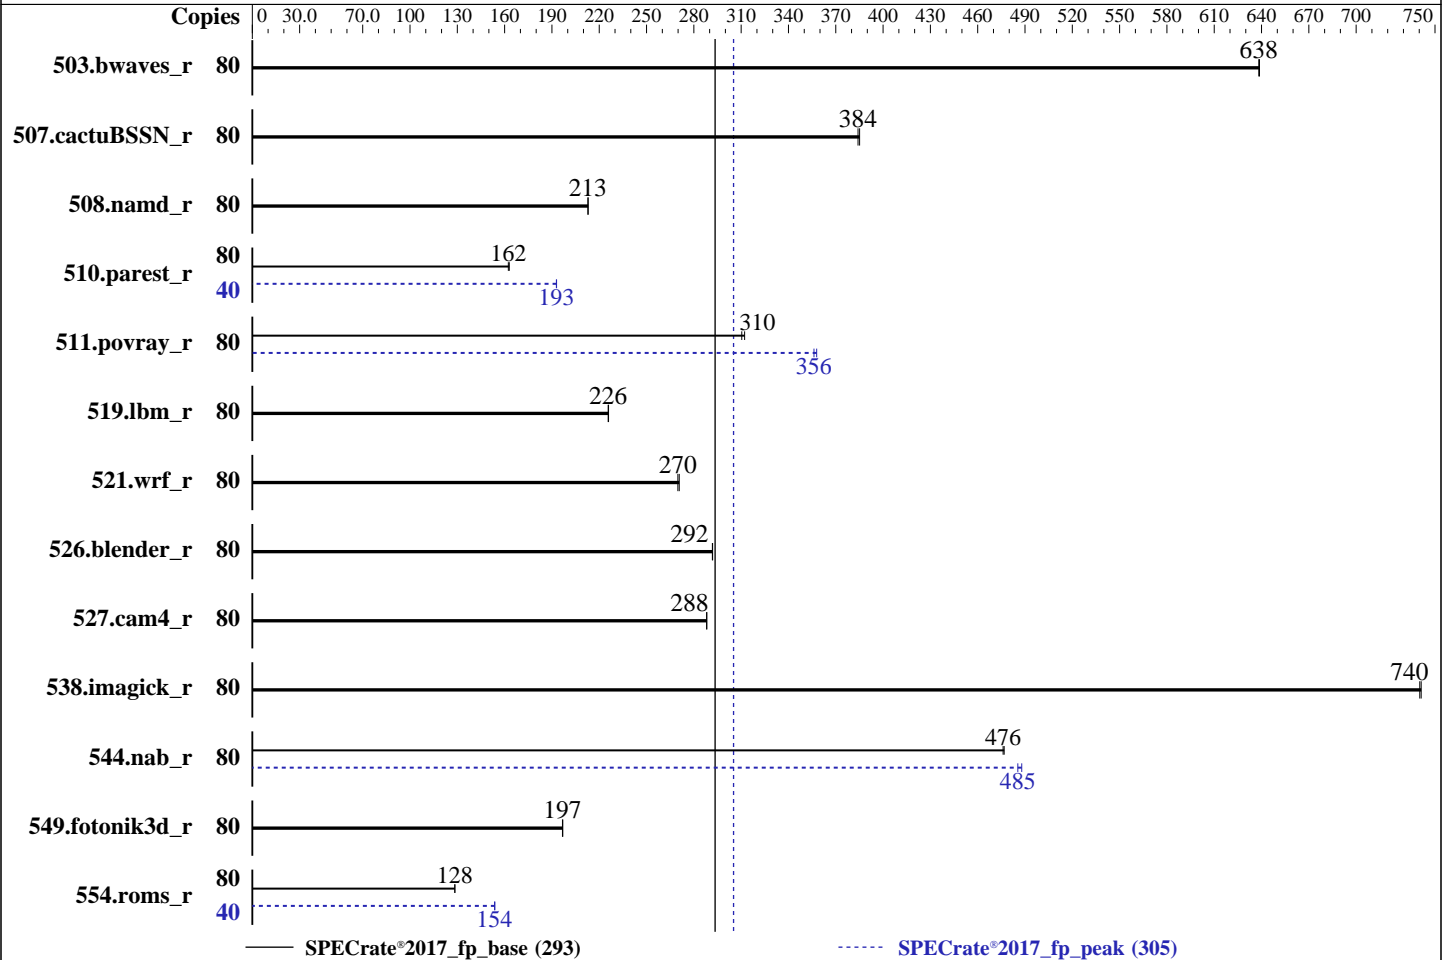 Copies 0 30.0 70.0 100 130 160 190 220 250 280 310 340 370 400 430 460 490 520 550 580 610 640 670 700 750
638
503.bwaves_r 80
384
507.cactuBSSN_r 80
213
508.namd_r 80
80 162
510.parest_r
40 193
310
511.povray_r 80
356
226
519.lbm_r 80
270
521.wrf_r 80
292
526.blender_r 80
288
527.cam4_r 80
740
538.imagick_r 80
476
544.nab_r 80
485
197
549.fotonik3d_r 80
80 128
554.roms_r
40 154
SPECrate®2017_fp_base (293) SPECrate®2017_fp_peak (305)